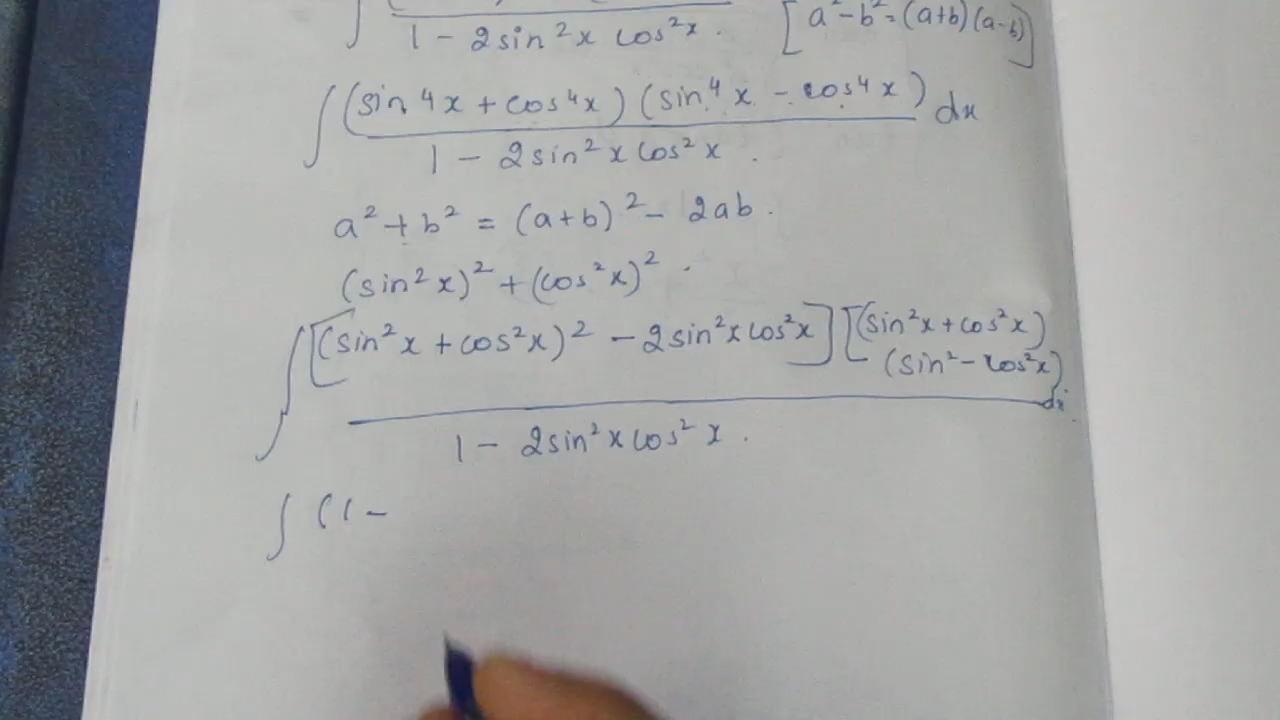 ∫ 1 - 2sin²x cos²x. [a²-b² = (a+b)(a-b)]
∫ (sin⁴x + cos⁴x) (sin⁴x - cos⁴x) dx
1 - 2sin²x cos²x.
a² + b² = (a+b)² - 2ab.
(sin²x)² + (cos²x)².
∫ [(sin²x + cos²x)² - 2sin²x cos²x] [(sin²x + cos²x)
(sin² - cos²x) dx
1 - 2sin²x cos²x.
∫ (1 -